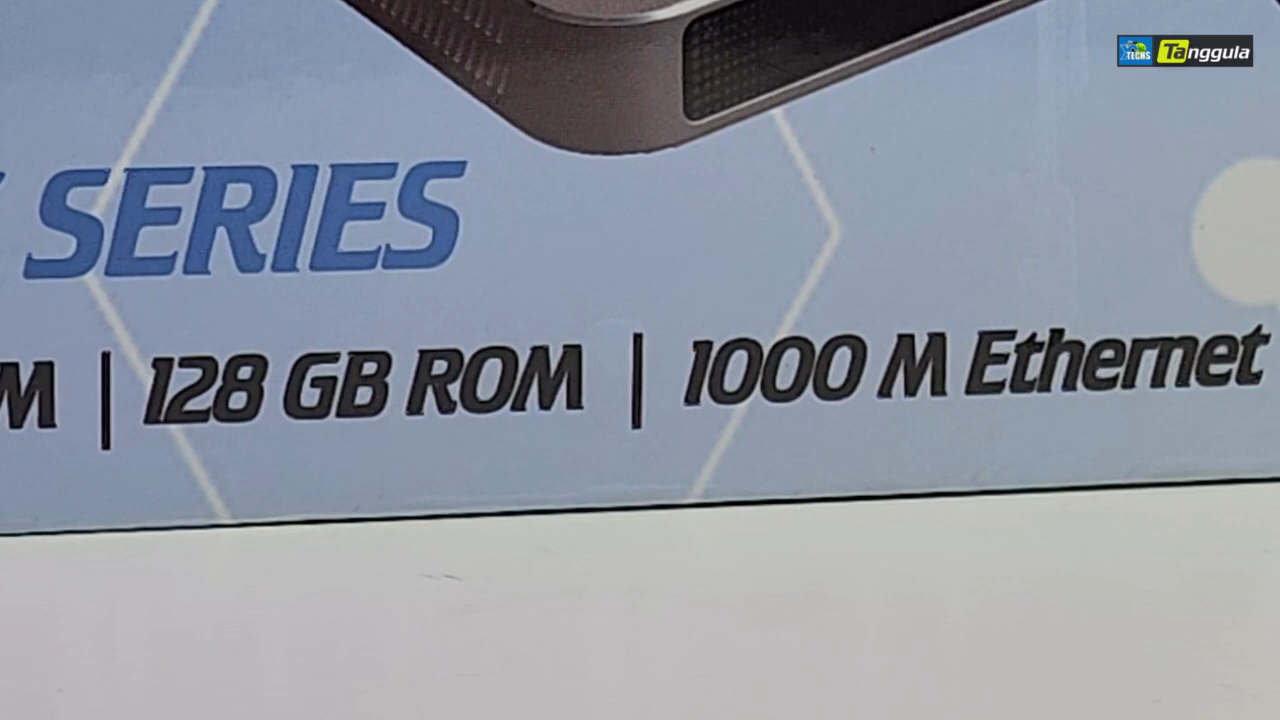 TECHS Tanggula
SERIES
M | 128 GB ROM | 1000 M Ethernet